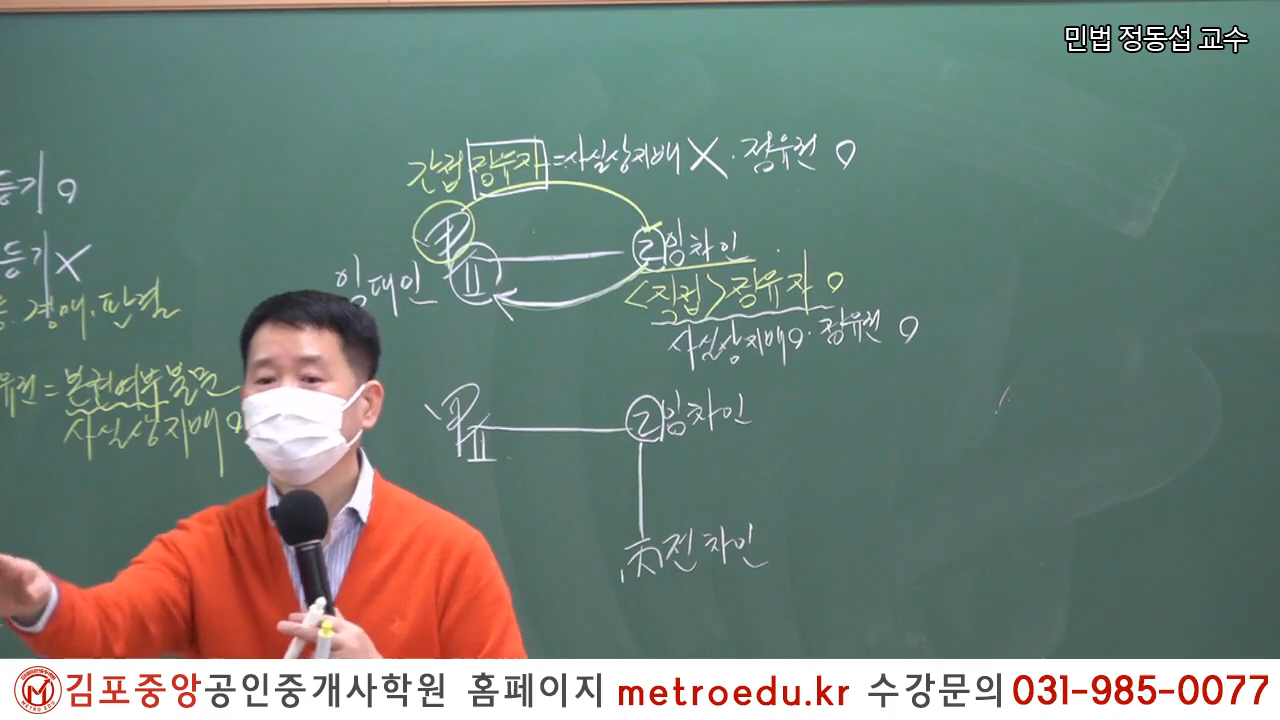 민법 정동섭 교수
등기 O
등기 X
경매·판결
유권 = 본권여부불문
사실상지배 O
간접점유자 = 사실상지배 X · 점유권 O
甲
임대인
乙 임차인
<직접>점유자 O
사실상지배 O · 점유권 O
甲
乙 임차인
丙 전차인
김포중앙공인중개사학원 홈페이지 metroedu.kr 수강문의 031-985-0077
METRO EDU